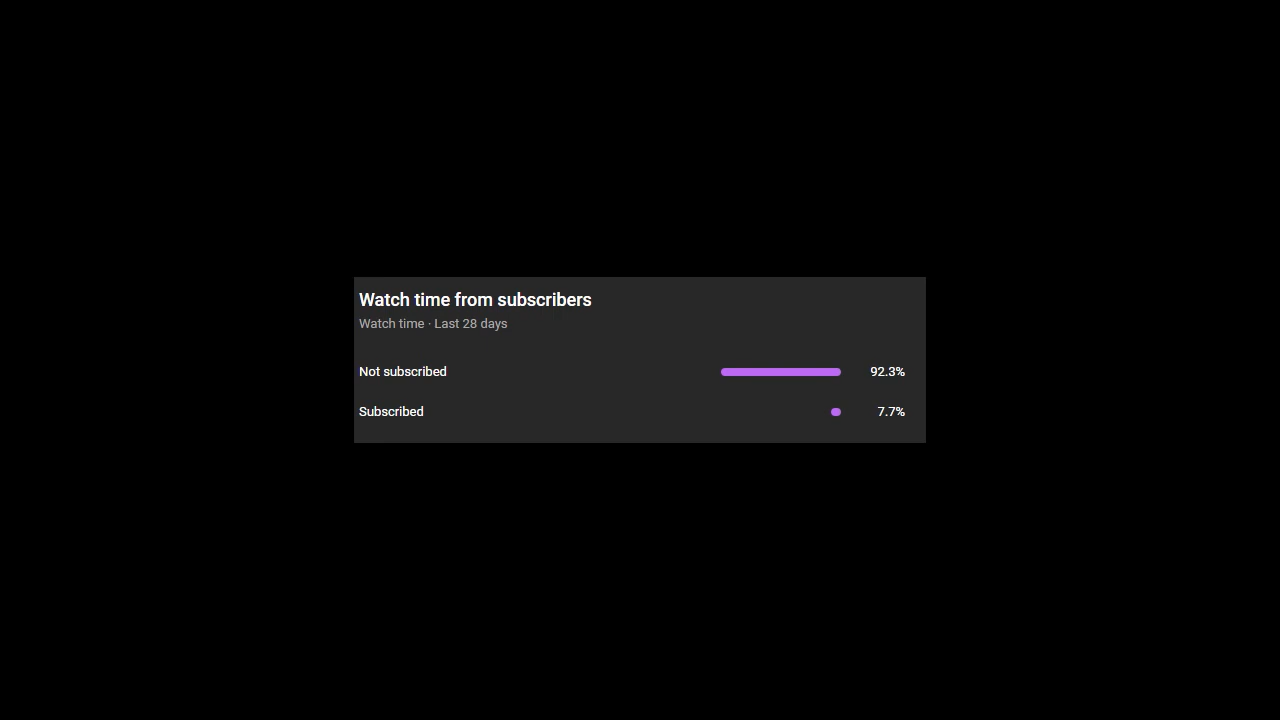 Watch time from subscribers
Watch time · Last 28 days
Not subscribed 92.3%
Subscribed 7.7%